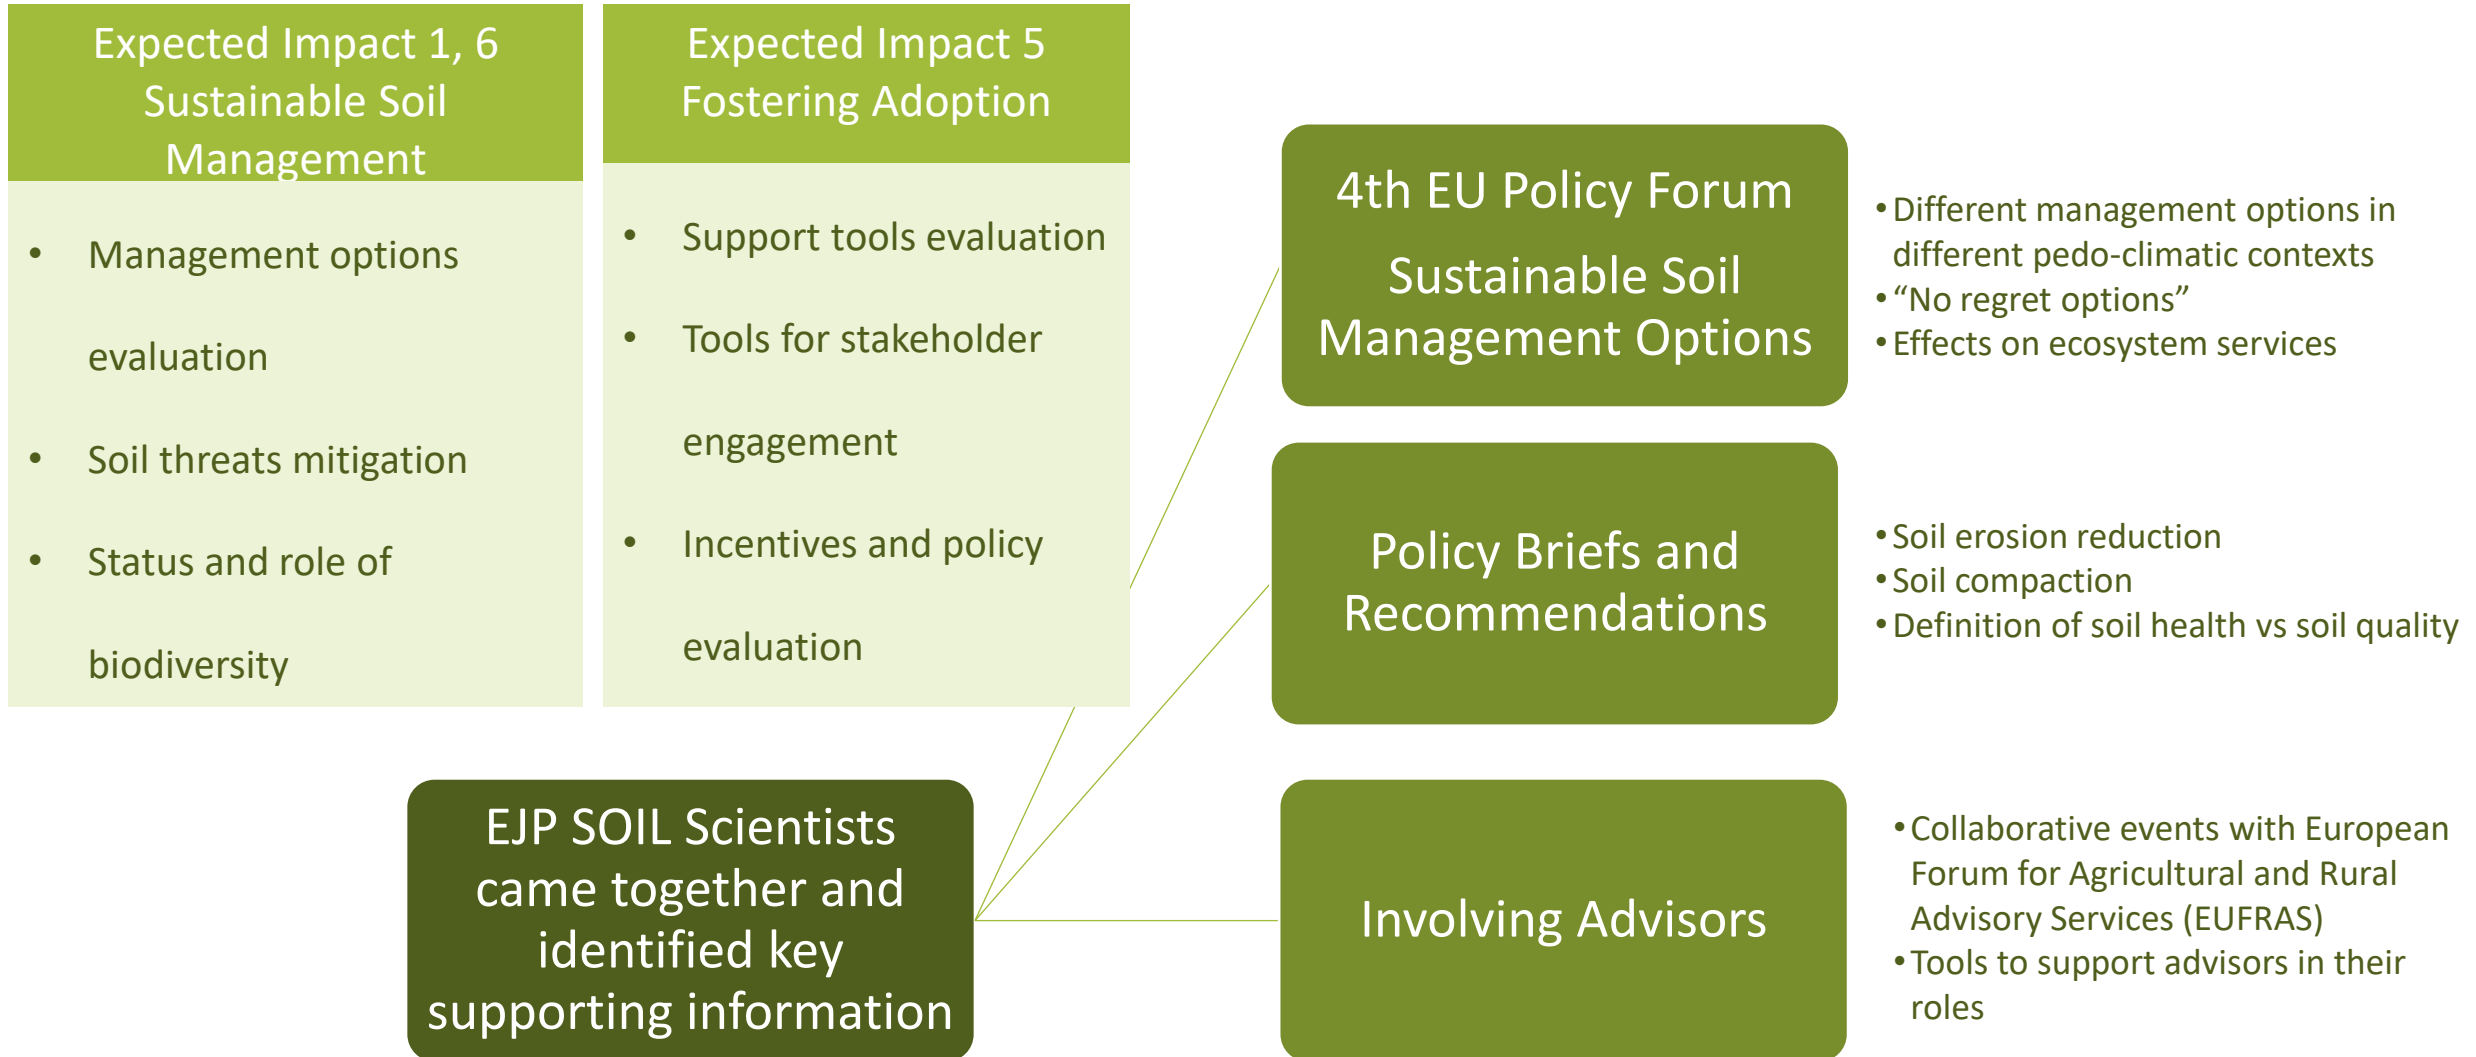 Expected Impact 1, 6
Sustainable Soil
Management
• Management options
evaluation
• Soil threats mitigation
• Status and role of
biodiversity
Expected Impact 5
Fostering Adoption
• Support tools evaluation
• Tools for stakeholder
engagement
• Incentives and policy
evaluation
EJP SOIL Scientists
came together and
identified key
supporting information
4th EU Policy Forum
Sustainable Soil
Management Options
• Different management options in
different pedo-climatic contexts
• “No regret options”
• Effects on ecosystem services
Policy Briefs and
Recommendations
• Soil erosion reduction
• Soil compaction
• Definition of soil health vs soil quality
Involving Advisors
• Collaborative events with European
Forum for Agricultural and Rural
Advisory Services (EUFRAS)
• Tools to support advisors in their
roles